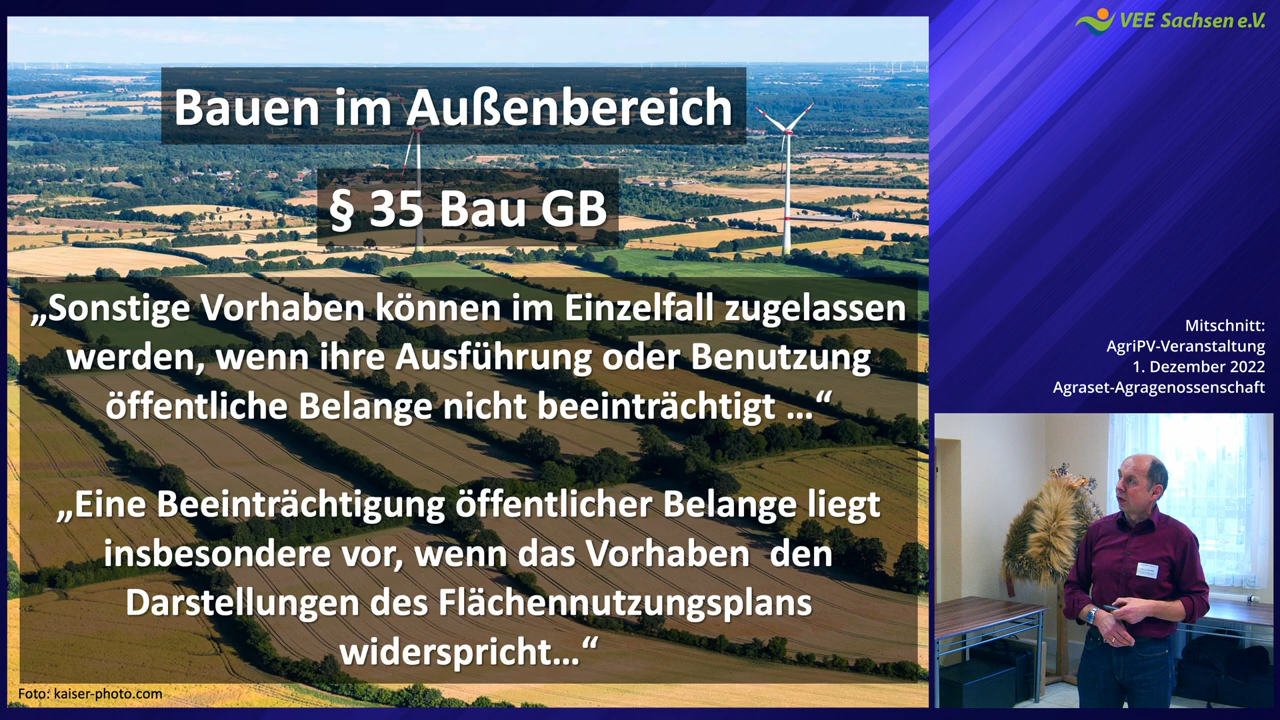 VEE Sachsen e.V.
Bauen im Außenbereich
§ 35 Bau GB
„Sonstige Vorhaben können im Einzelfall zugelassen
werden, wenn ihre Ausführung oder Benutzung
öffentliche Belange nicht beeinträchtigt ...“
„Eine Beeinträchtigung öffentlicher Belange liegt
insbesondere vor, wenn das Vorhaben  den
Darstellungen des Flächennutzungsplans
widerspricht...“
Foto: kaiser-photo.com
Mitschnitt:
AgriPV-Veranstaltung
1. Dezember 2022
Agraset-Agragenossenschaft